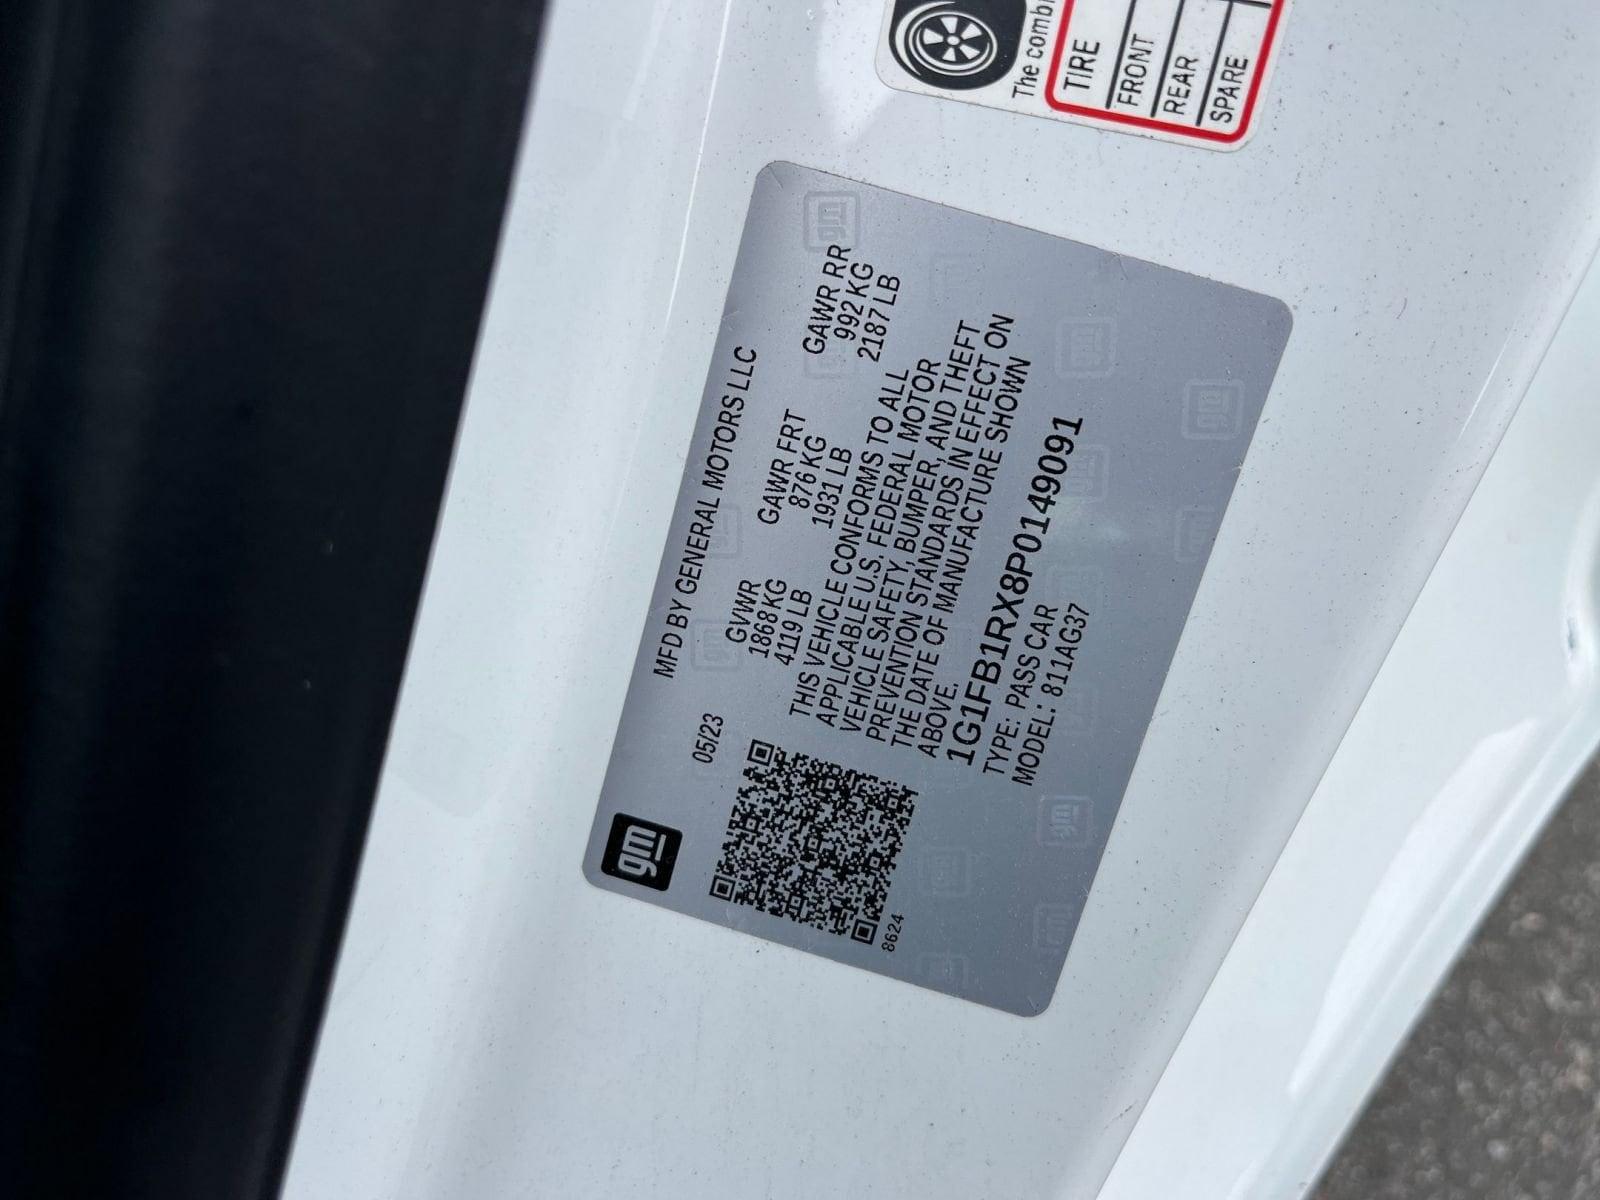 gm
05/23
MFD BY GENERAL MOTORS LLC
GVWR GAWR FRT GAWR RR
1868 KG 876 KG 992 KG
4119 LB 1931 LB 2187 LB
THIS VEHICLE CONFORMS TO ALL
APPLICABLE U.S. FEDERAL MOTOR
VEHICLE SAFETY, BUMPER, AND THEFT
PREVENTION STANDARDS IN EFFECT ON
THE DATE OF MANUFACTURE SHOWN
ABOVE.
1G1FB1RX8P0149091
TYPE: PASS CAR
MODEL: 811AG37
8624
The combi
TIRE
FRONT
REAR
SPARE